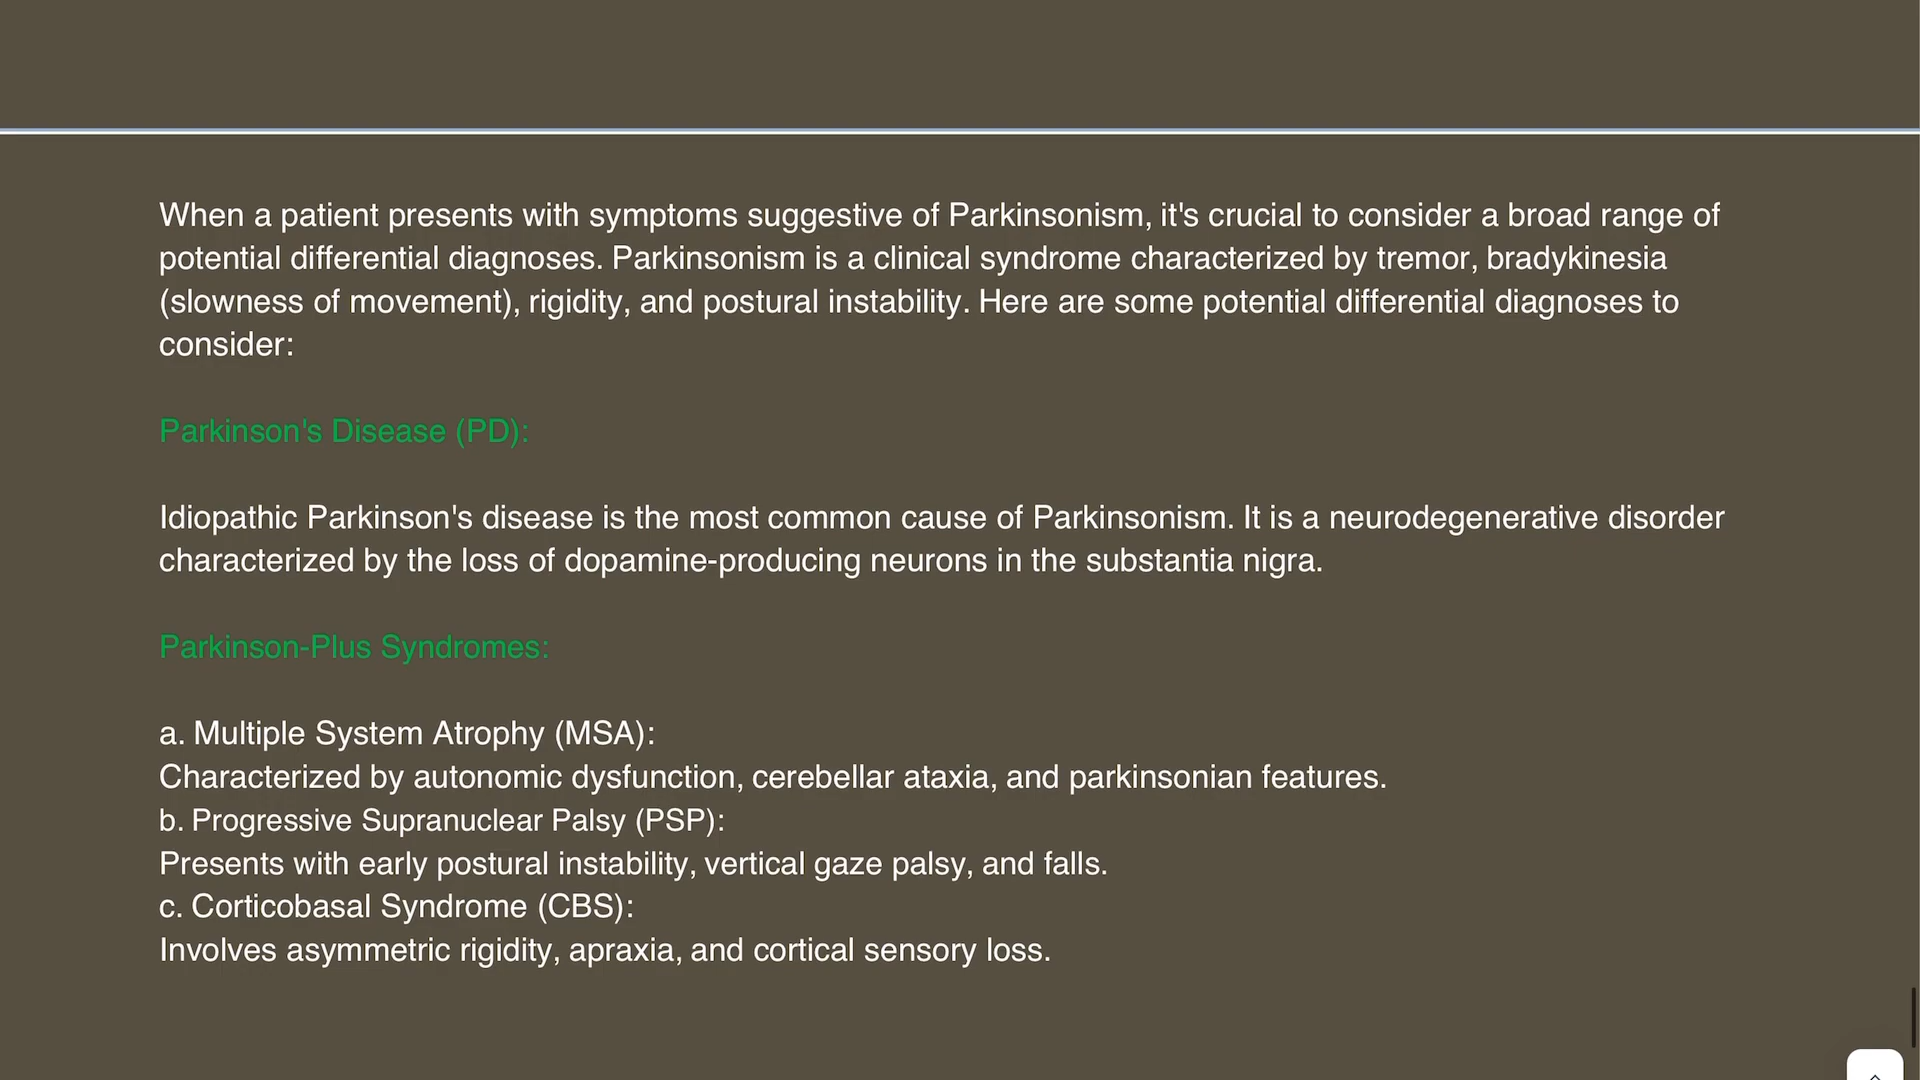 When a patient presents with symptoms suggestive of Parkinsonism, it's crucial to consider a broad range of
potential differential diagnoses. Parkinsonism is a clinical syndrome characterized by tremor, bradykinesia
(slowness of movement), rigidity, and postural instability. Here are some potential differential diagnoses to
consider:
Parkinson's Disease (PD):
Idiopathic Parkinson's disease is the most common cause of Parkinsonism. It is a neurodegenerative disorder
characterized by the loss of dopamine-producing neurons in the substantia nigra.
Parkinson-Plus Syndromes:
a. Multiple System Atrophy (MSA):
Characterized by autonomic dysfunction, cerebellar ataxia, and parkinsonian features.
b. Progressive Supranuclear Palsy (PSP):
Presents with early postural instability, vertical gaze palsy, and falls.
c. Corticobasal Syndrome (CBS):
Involves asymmetric rigidity, apraxia, and cortical sensory loss.